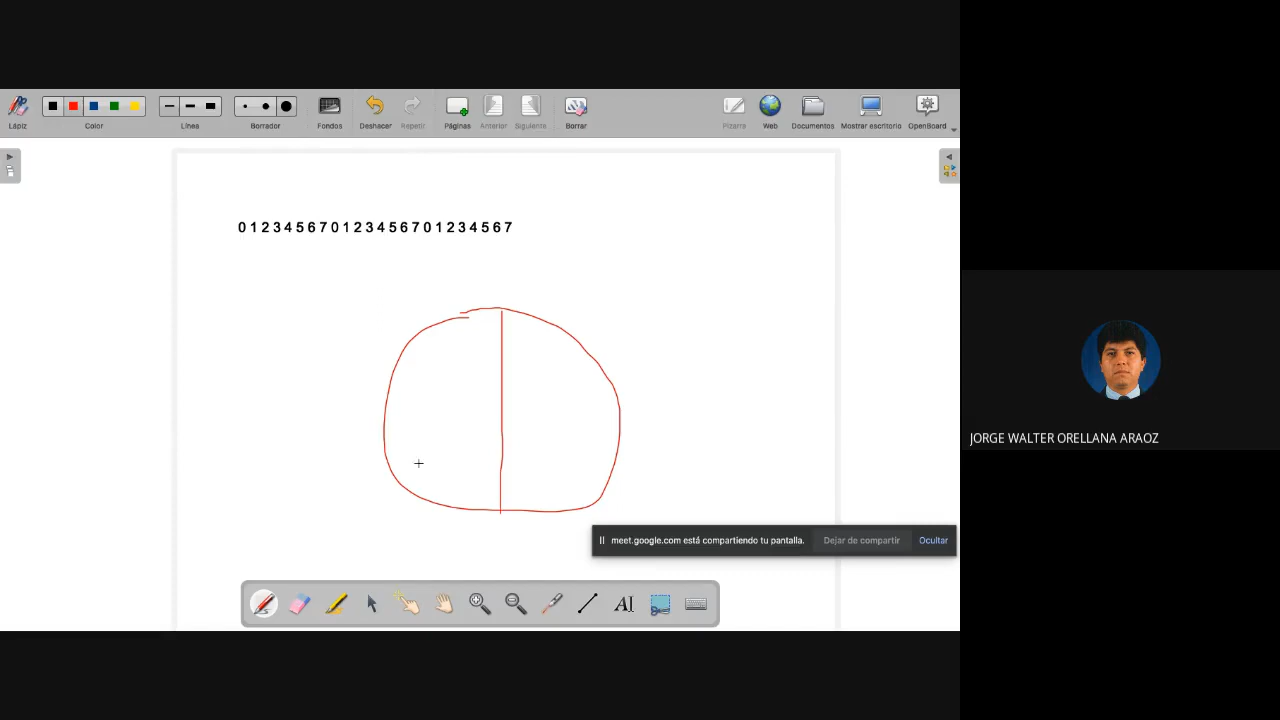 Lápiz Color Línea Borrador Fondos Deshacer Repetir Páginas Anterior Siguiente Borrar Pizarra Web Documentos Mostrar escritorio OpenBoard
0 1 2 3 4 5 6 7 0 1 2 3 4 5 6 7 0 1 2 3 4 5 6 7
JORGE WALTER ORELLANA ARAOZ
meet.google.com está compartiendo tu pantalla. Dejar de compartir Ocultar
AI